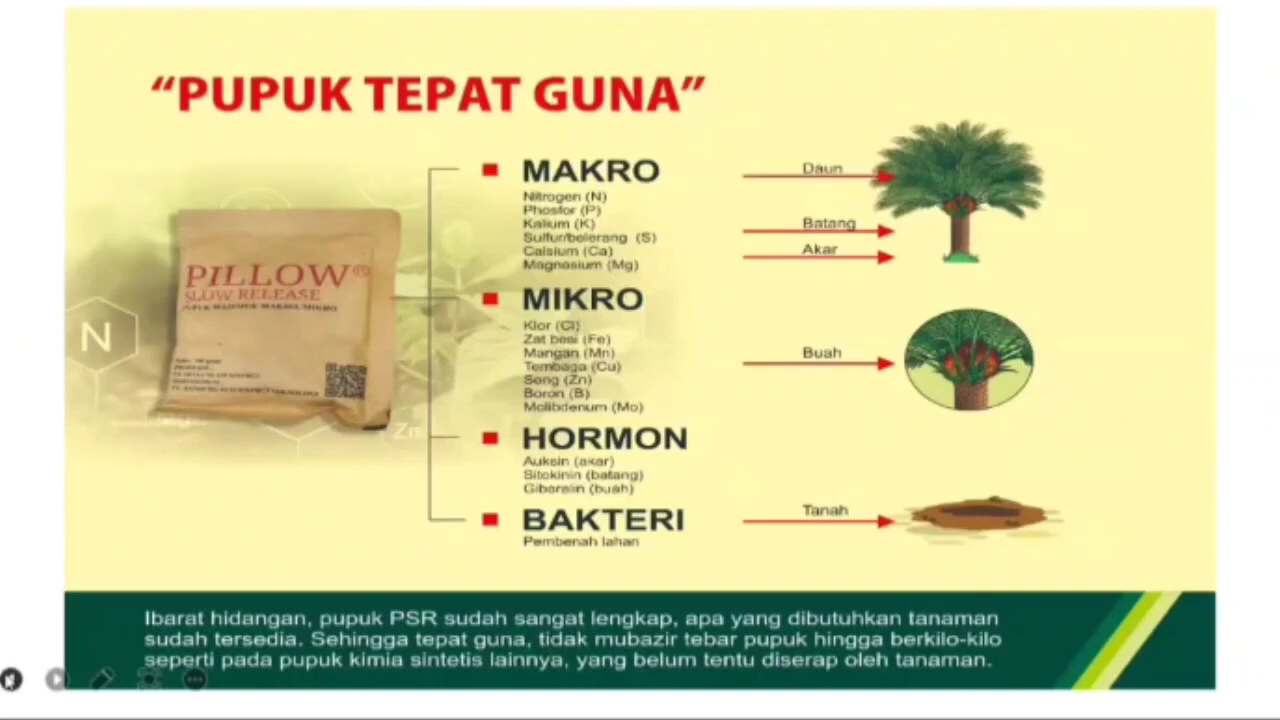 “PUPUK TEPAT GUNA”
MAKRO
Nitrogen (N)
Phosfor (P)
Kalium (K)
Sulfur/belerang (S)
Calsium (Ca)
Magnesium (Mg)
Daun
Batang
Akar
PILLOW®
SLOW RELEASE
N
MIKRO
Klor (Cl)
Zat besi (Fe)
Mangan (Mn)
Tembaga (Cu)
Seng (Zn)
Boron (B)
Molibdenum (Mo)
Buah
Zn
HORMON
Auksin (akar)
Sitokinin (batang)
Giberelin (buah)
BAKTERI
Pembenah lahan
Tanah
Ibarat hidangan, pupuk PSR sudah sangat lengkap, apa yang dibutuhkan tanaman
sudah tersedia. Sehingga tepat guna, tidak mubazir tebar pupuk hingga berkilo-kilo
seperti pada pupuk kimia sintetis lainnya, yang belum tentu diserap oleh tanaman.